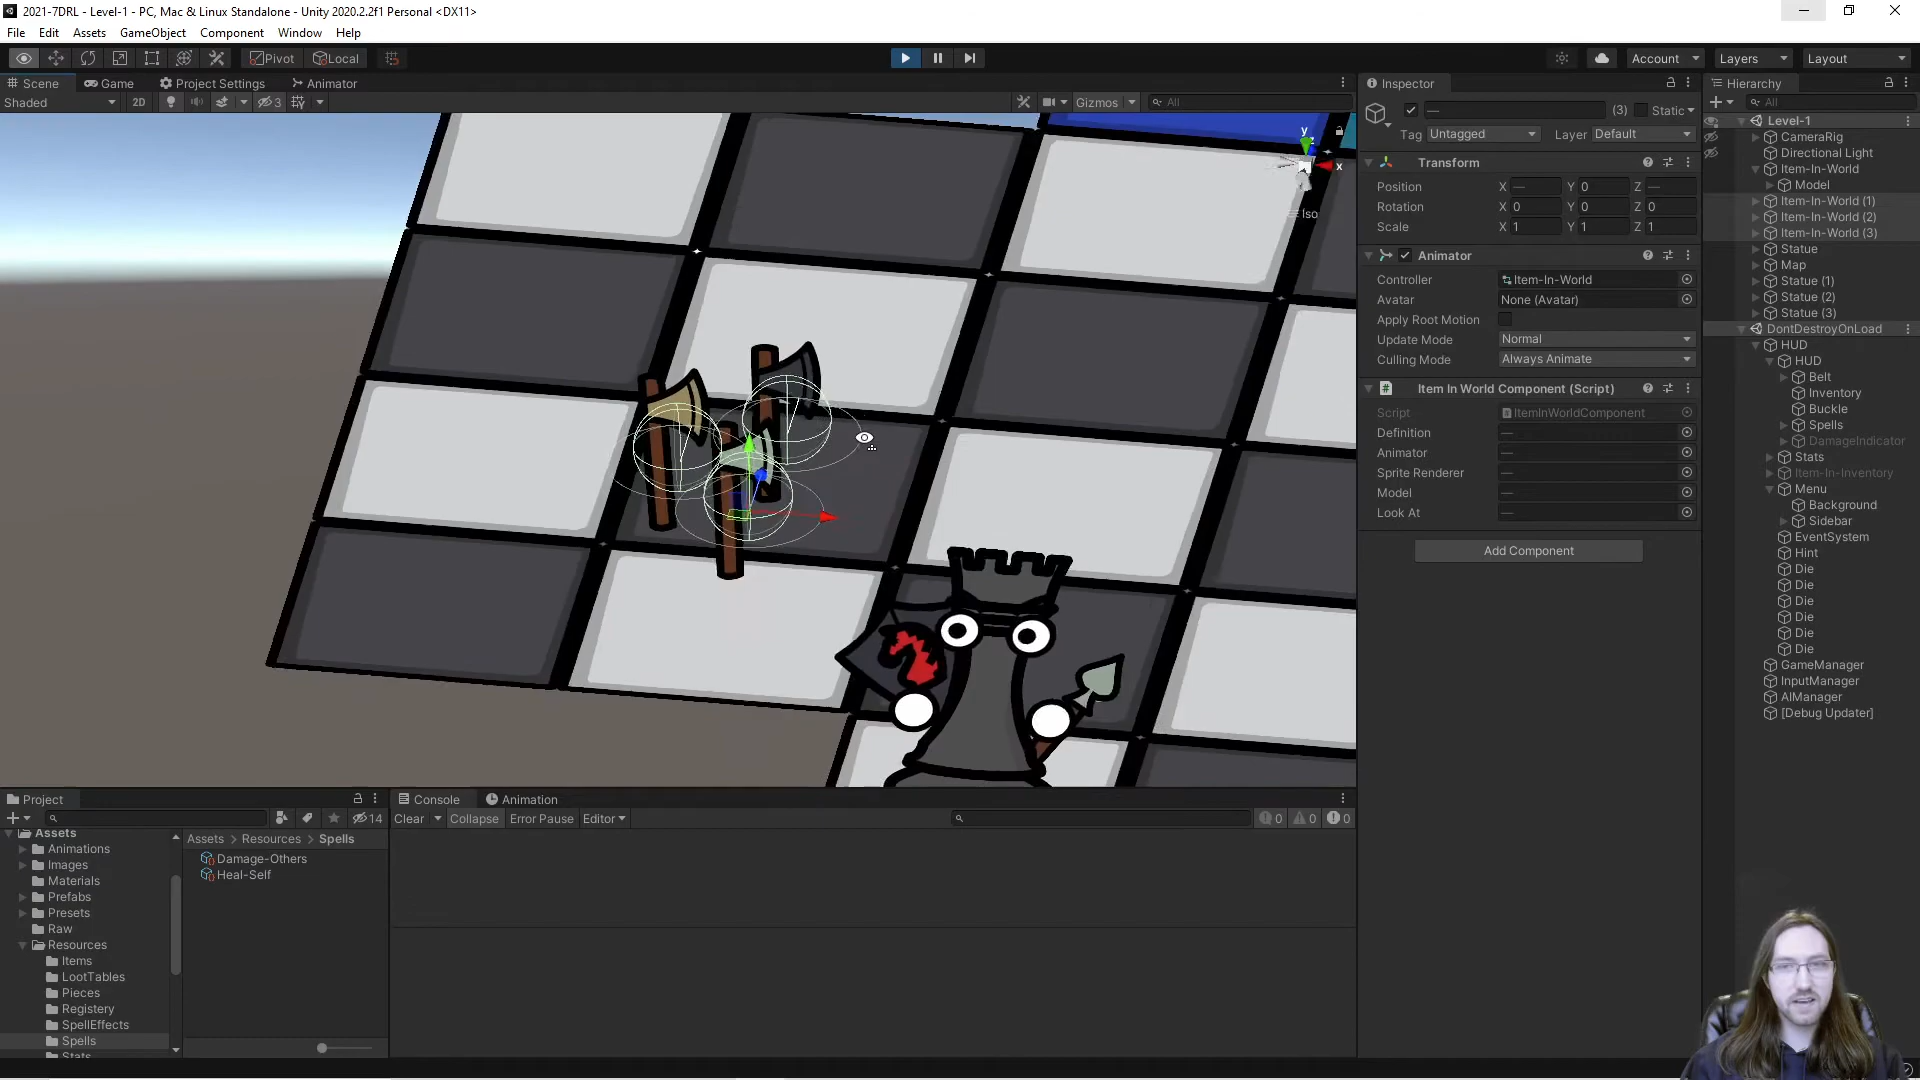 2021-7DRL - Level-1 - PC, Mac & Linux Standalone - Unity 2020.2.2f1 Personal <DX11>
File Edit Assets GameObject Component Window Help
Pivot Local Account Layers Layout
Scene Game Project Settings Animator
Shaded 2D 3 Gizmos All
y
x
Iso
Inspector
— (3) Static
Tag Untagged Layer Default
Transform
Position X — Y 0 Z —
Rotation X 0 Y 0 Z 0
Scale X 1 Y 1 Z 1
Animator
Controller Item-In-World
Avatar None (Avatar)
Apply Root Motion
Update Mode Normal
Culling Mode Always Animate
# Item In World Component (Script)
Script ItemInWorldComponent
Definition —
Animator —
Sprite Renderer —
Model —
Look At —
Add Component
Hierarchy
All
Level-1
CameraRig
Directional Light
Item-In-World
Model
Item-In-World (1)
Item-In-World (2)
Item-In-World (3)
Statue
Map
Statue (1)
Statue (2)
Statue (3)
DontDestroyOnLoad
HUD
HUD
Belt
Inventory
Buckle
Spells
DamageIndicator
Stats
Item-In-Inventory
Menu
Background
Sidebar
EventSystem
Hint
Die
Die
Die
Die
Die
Die
GameManager
InputManager
AIManager
[Debug Updater]
Project
14
Assets
Animations
Images
Materials
Prefabs
Presets
Raw
Resources
Items
LootTables
Pieces
Registery
SpellEffects
Spells
Stats
Assets > Resources > Spells
Damage-Others
Heal-Self
Console Animation
Clear Collapse Error Pause Editor 0 0 0